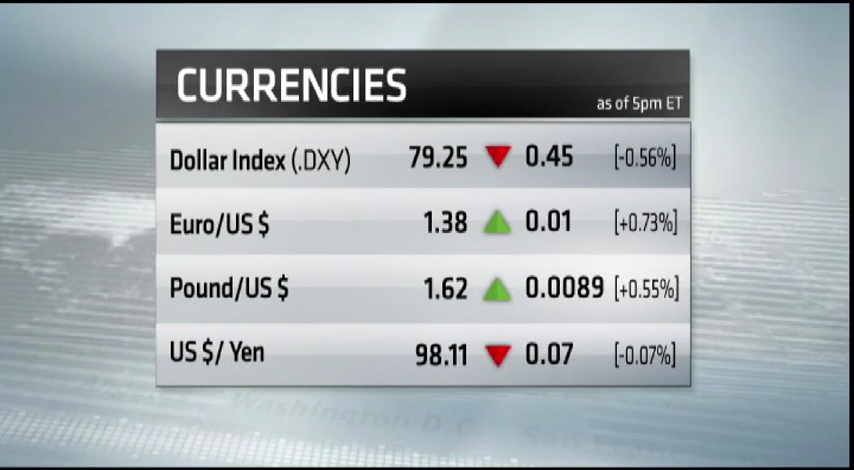 CURRENCIES
as of 5pm ET
Dollar Index (.DXY) 79.25 ▼ 0.45 [-0.56%]
Euro/US $ 1.38 ▲ 0.01 [+0.73%]
Pound/US $ 1.62 ▲ 0.0089 [+0.55%]
US $/ Yen 98.11 ▼ 0.07 [-0.07%]
Washington D.C.